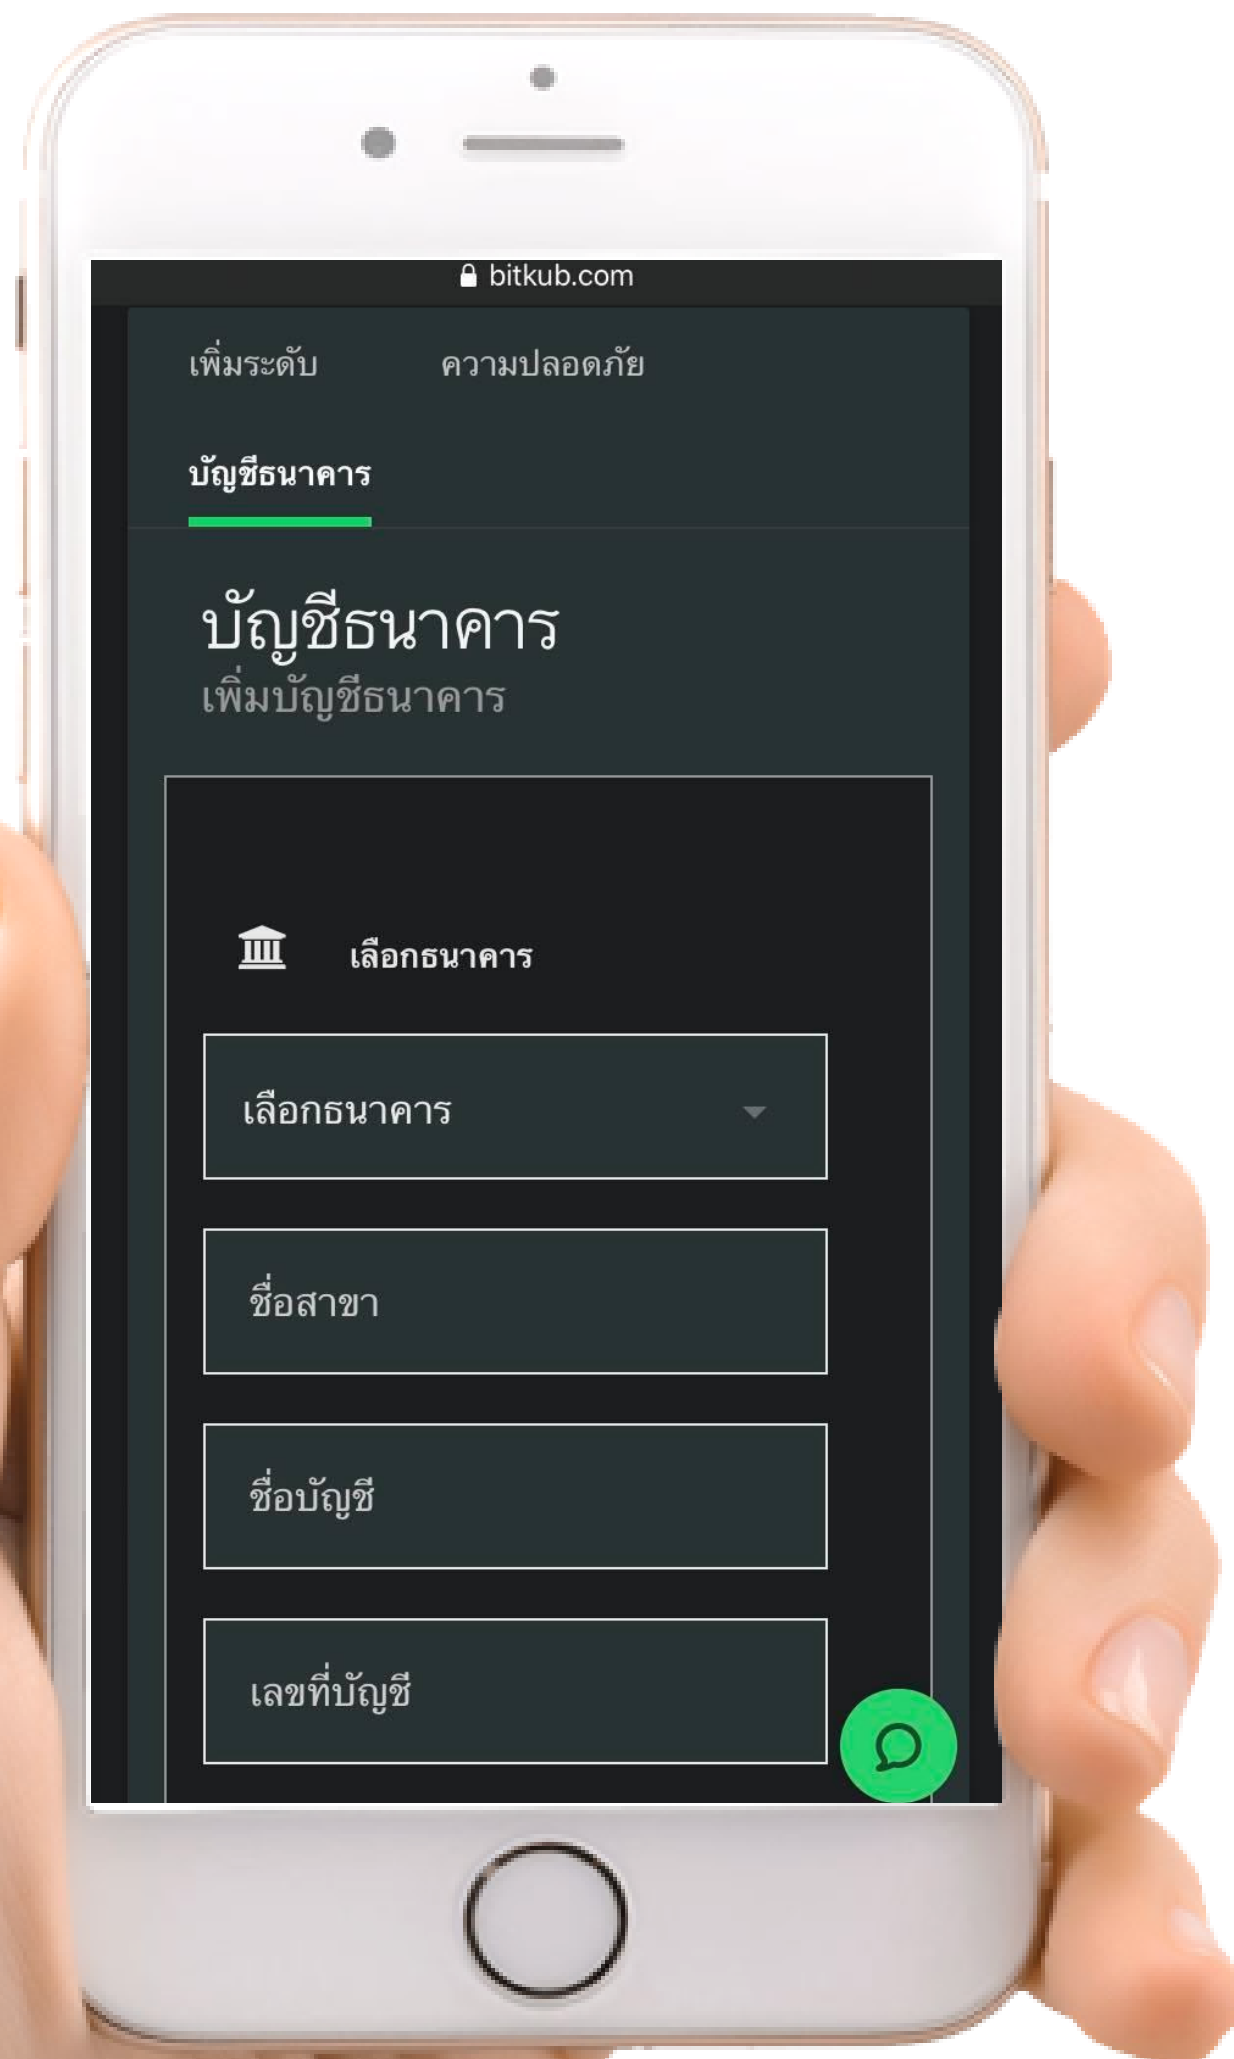 bitkub.com
เพิ่มระดับ ความปลอดภัย
บัญชีธนาคาร
บัญชีธนาคาร
เพิ่มบัญชีธนาคาร
เลือกธนาคาร
เลือกธนาคาร
ชื่อสาขา
ชื่อบัญชี
เลขที่บัญชี